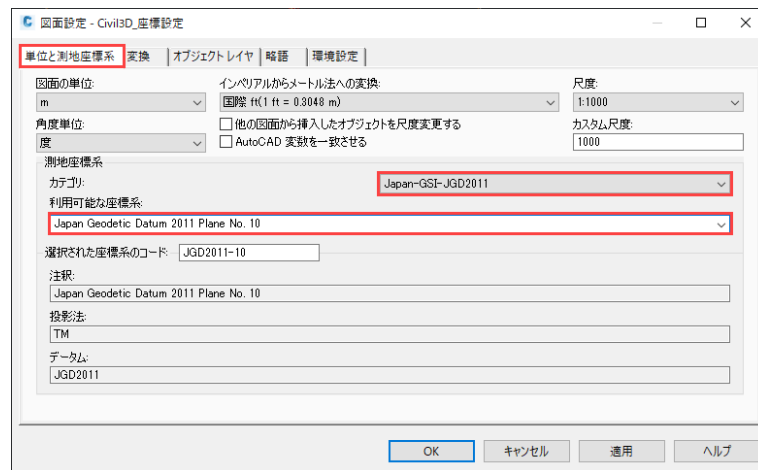 図面設定 - Civil3D_座標設定
単位と測地座標系 変換 オブジェクトレイヤ 略語 環境設定
図面の単位: インペリアルからメートル法への変換: 尺度:
m 国際 ft(1 ft = 0.3048 m) 1:1000
角度単位: 他の図面から挿入したオブジェクトを尺度変更する カスタム尺度:
度 AutoCAD 変数を一致させる 1000
測地座標系
カテゴリ: Japan-GSI-JGD2011
利用可能な座標系:
Japan Geodetic Datum 2011 Plane No. 10
選択された座標系のコード: JGD2011-10
注釈:
Japan Geodetic Datum 2011 Plane No. 10
投影法:
TM
データム:
JGD2011
OK キャンセル 適用 ヘルプ